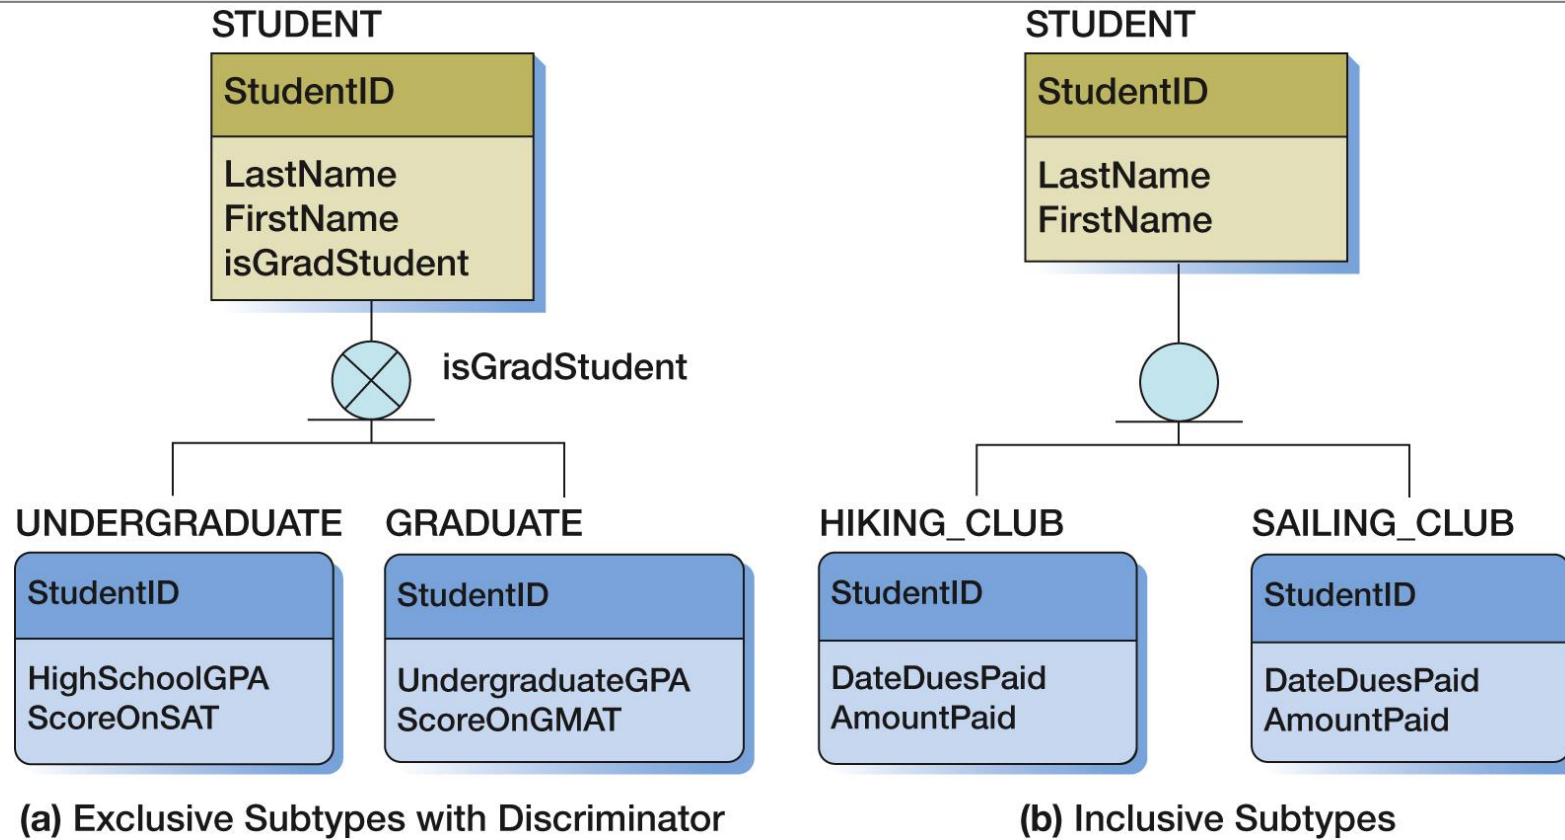 STUDENT
StudentID
LastName
FirstName
isGradStudent
isGradStudent
UNDERGRADUATE
StudentID
HighSchoolGPA
ScoreOnSAT
GRADUATE
StudentID
UndergraduateGPA
ScoreOnGMAT
(a) Exclusive Subtypes with Discriminator
STUDENT
StudentID
LastName
FirstName
HIKING_CLUB
StudentID
DateDuesPaid
AmountPaid
SAILING_CLUB
StudentID
DateDuesPaid
AmountPaid
(b) Inclusive Subtypes